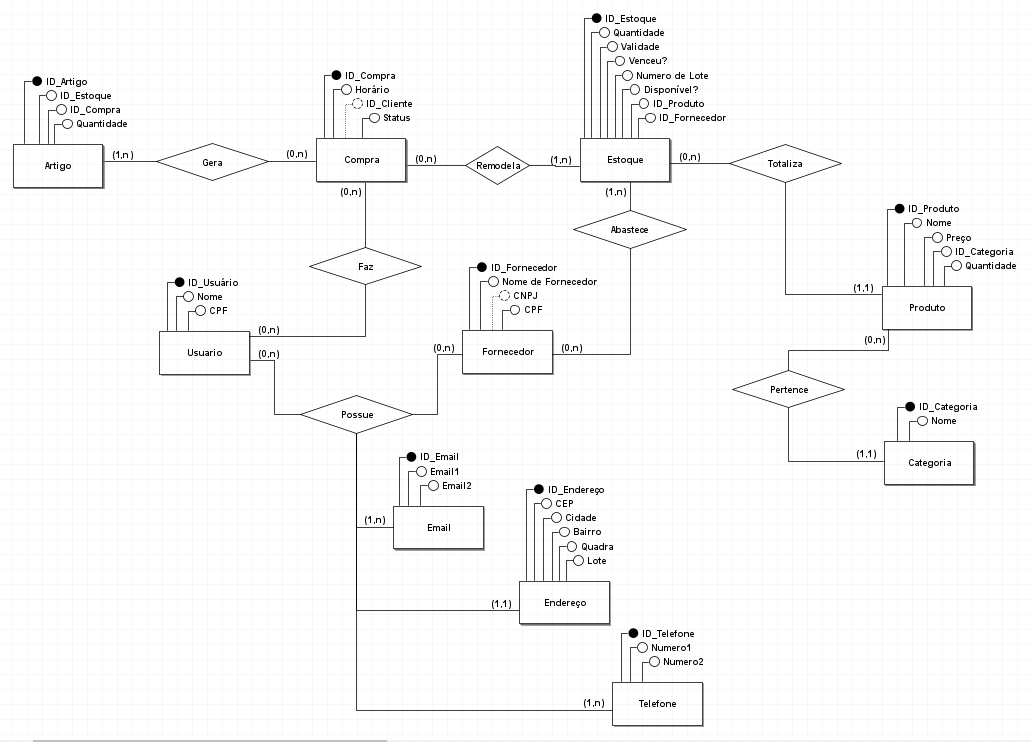 ID_Estoque
Quantidade
Validade
Venceu?
Numero de Lote
Disponível?
ID_Produto
ID_Fornecedor
Estoque
ID_Artigo
ID_Estoque
ID_Compra
Quantidade
Artigo
(1,n)
Gera
(0,n)
ID_Compra
Horário
ID_Cliente
Status
Compra
(0,n)
Remodela
(1,n)
(0,n)
Totaliza
(0,n)
(1,n)
Abastece
ID_Produto
Nome
Preço
ID_Categoria
Quantidade
(1,1)
Produto
(0,n)
Faz
ID_Usuário
Nome
CPF
Usuario
(0,n)
(0,n)
ID_Fornecedor
Nome de Fornecedor
CNPJ
CPF
(0,n)
Fornecedor
(0,n)
Possue
Pertence
ID_Categoria
Nome
(1,1)
Categoria
ID_Email
Email1
Email2
(1,n)
Email
ID_Endereço
CEP
Cidade
Bairro
Quadra
Lote
(1,1)
Endereço
ID_Telefone
Numero1
Numero2
(1,n)
Telefone